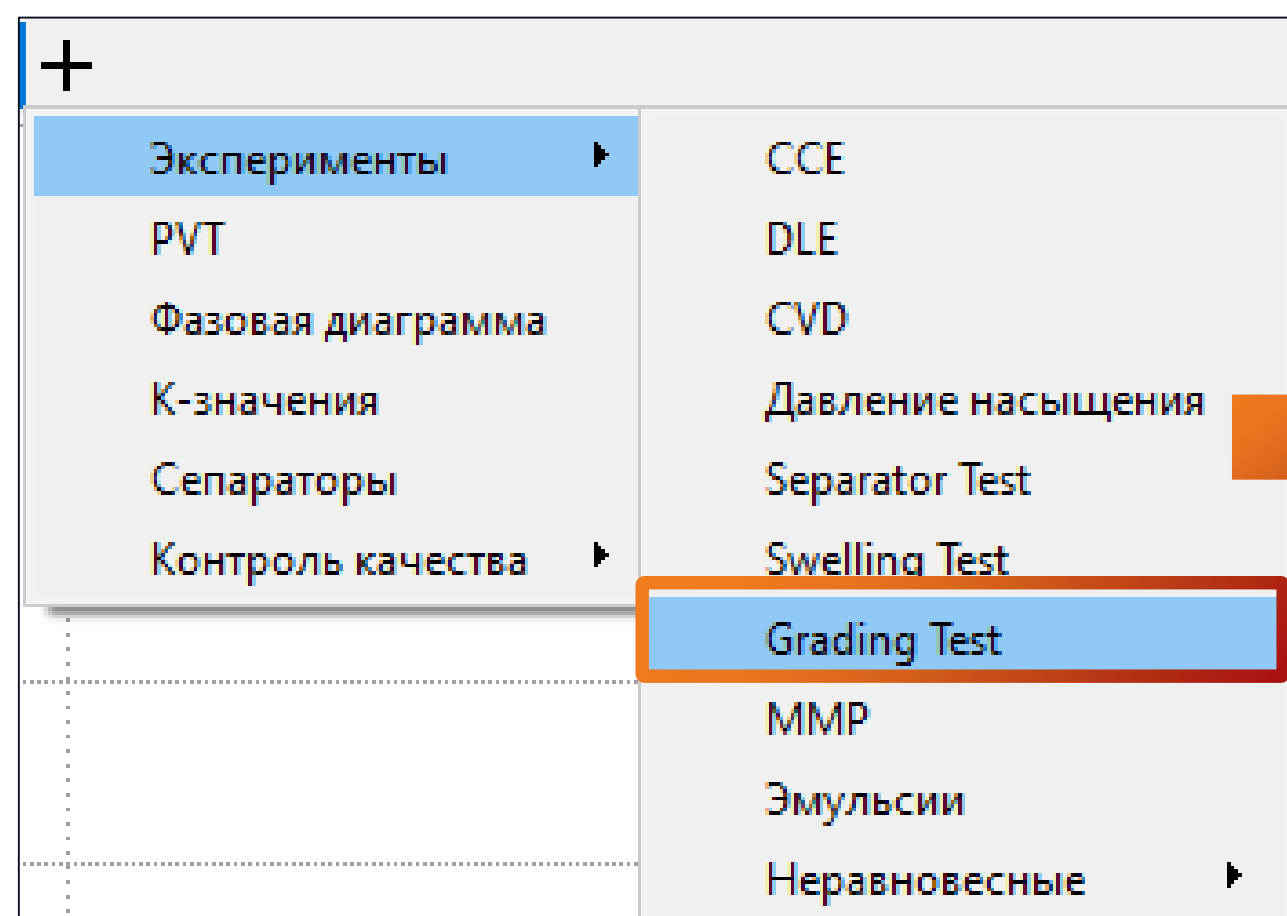 +
Эксперименты
PVT
Фазовая диаграмма
К-значения
Сепараторы
Контроль качества
CCE
DLE
CVD
Давление насыщения
Separator Test
Swelling Test
Grading Test
MMP
Эмульсии
Неравновесные